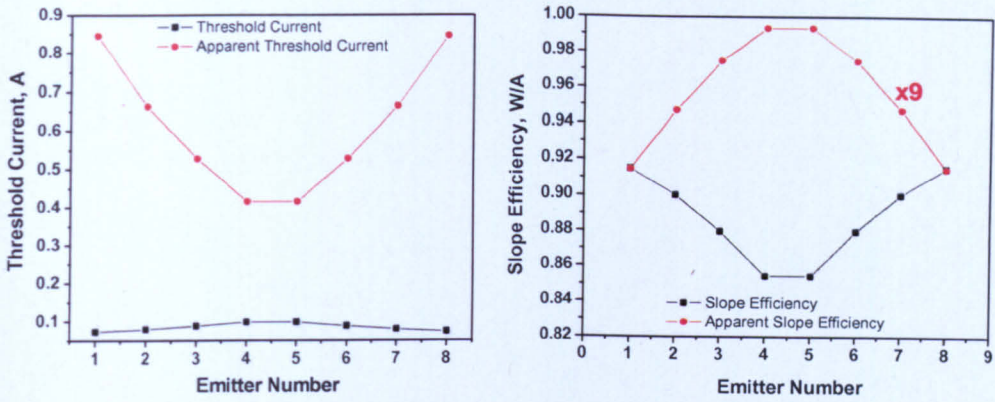 0.9
0.8
0.7
0.6
0.5
0.4
0.3
0.2
0.1
Threshold Current, A
Threshold Current
Apparent Threshold Current
1 2 3 4 5 6 7 8
Emitter Number
1.00
0.98
0.96
0.94
0.92
0.90
0.88
0.86
0.84
0.82
Slope Efficiency, W/A
x9
Slope Efficiency
Apparent Slope Efficiency
0 1 2 3 4 5 6 7 8 9
Emitter Number